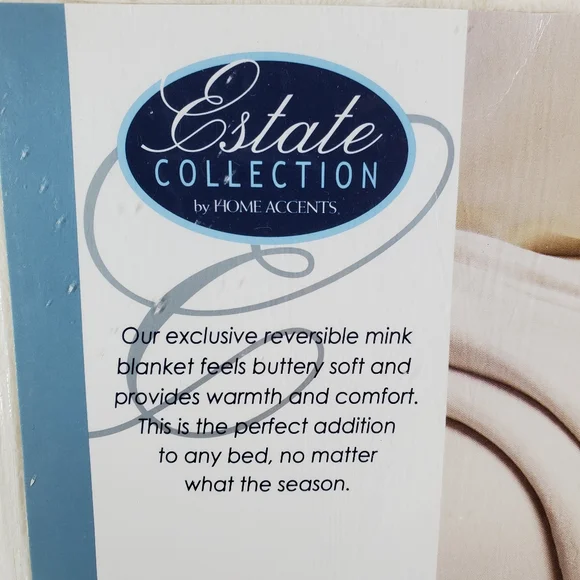 Estate
COLLECTION
by HOME ACCENTS
Our exclusive reversible mink
blanket feels buttery soft and
provides warmth and comfort.
This is the perfect addition
to any bed, no matter
what the season.